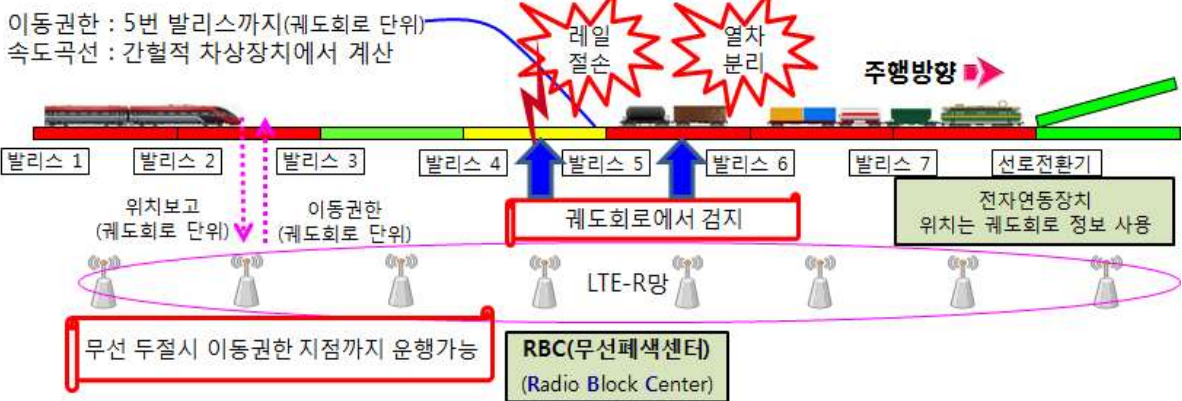 이동권한 : 5번 발리스까지(궤도회로 단위)
속도곡선 : 간헐적 차상장치에서 계산
레일
절손
열차
분리
주행방향
발리스 1
발리스 2
발리스 3
발리스 4
발리스 5
발리스 6
발리스 7
선로전환기
위치보고
(궤도회로 단위)
이동권한
(궤도회로 단위)
궤도회로에서 검지
전자연동장치
위치는 궤도회로 정보 사용
LTE-R망
무선 두절시 이동권한 지점까지 운행가능
RBC(무선폐색센터)
(Radio Block Center)